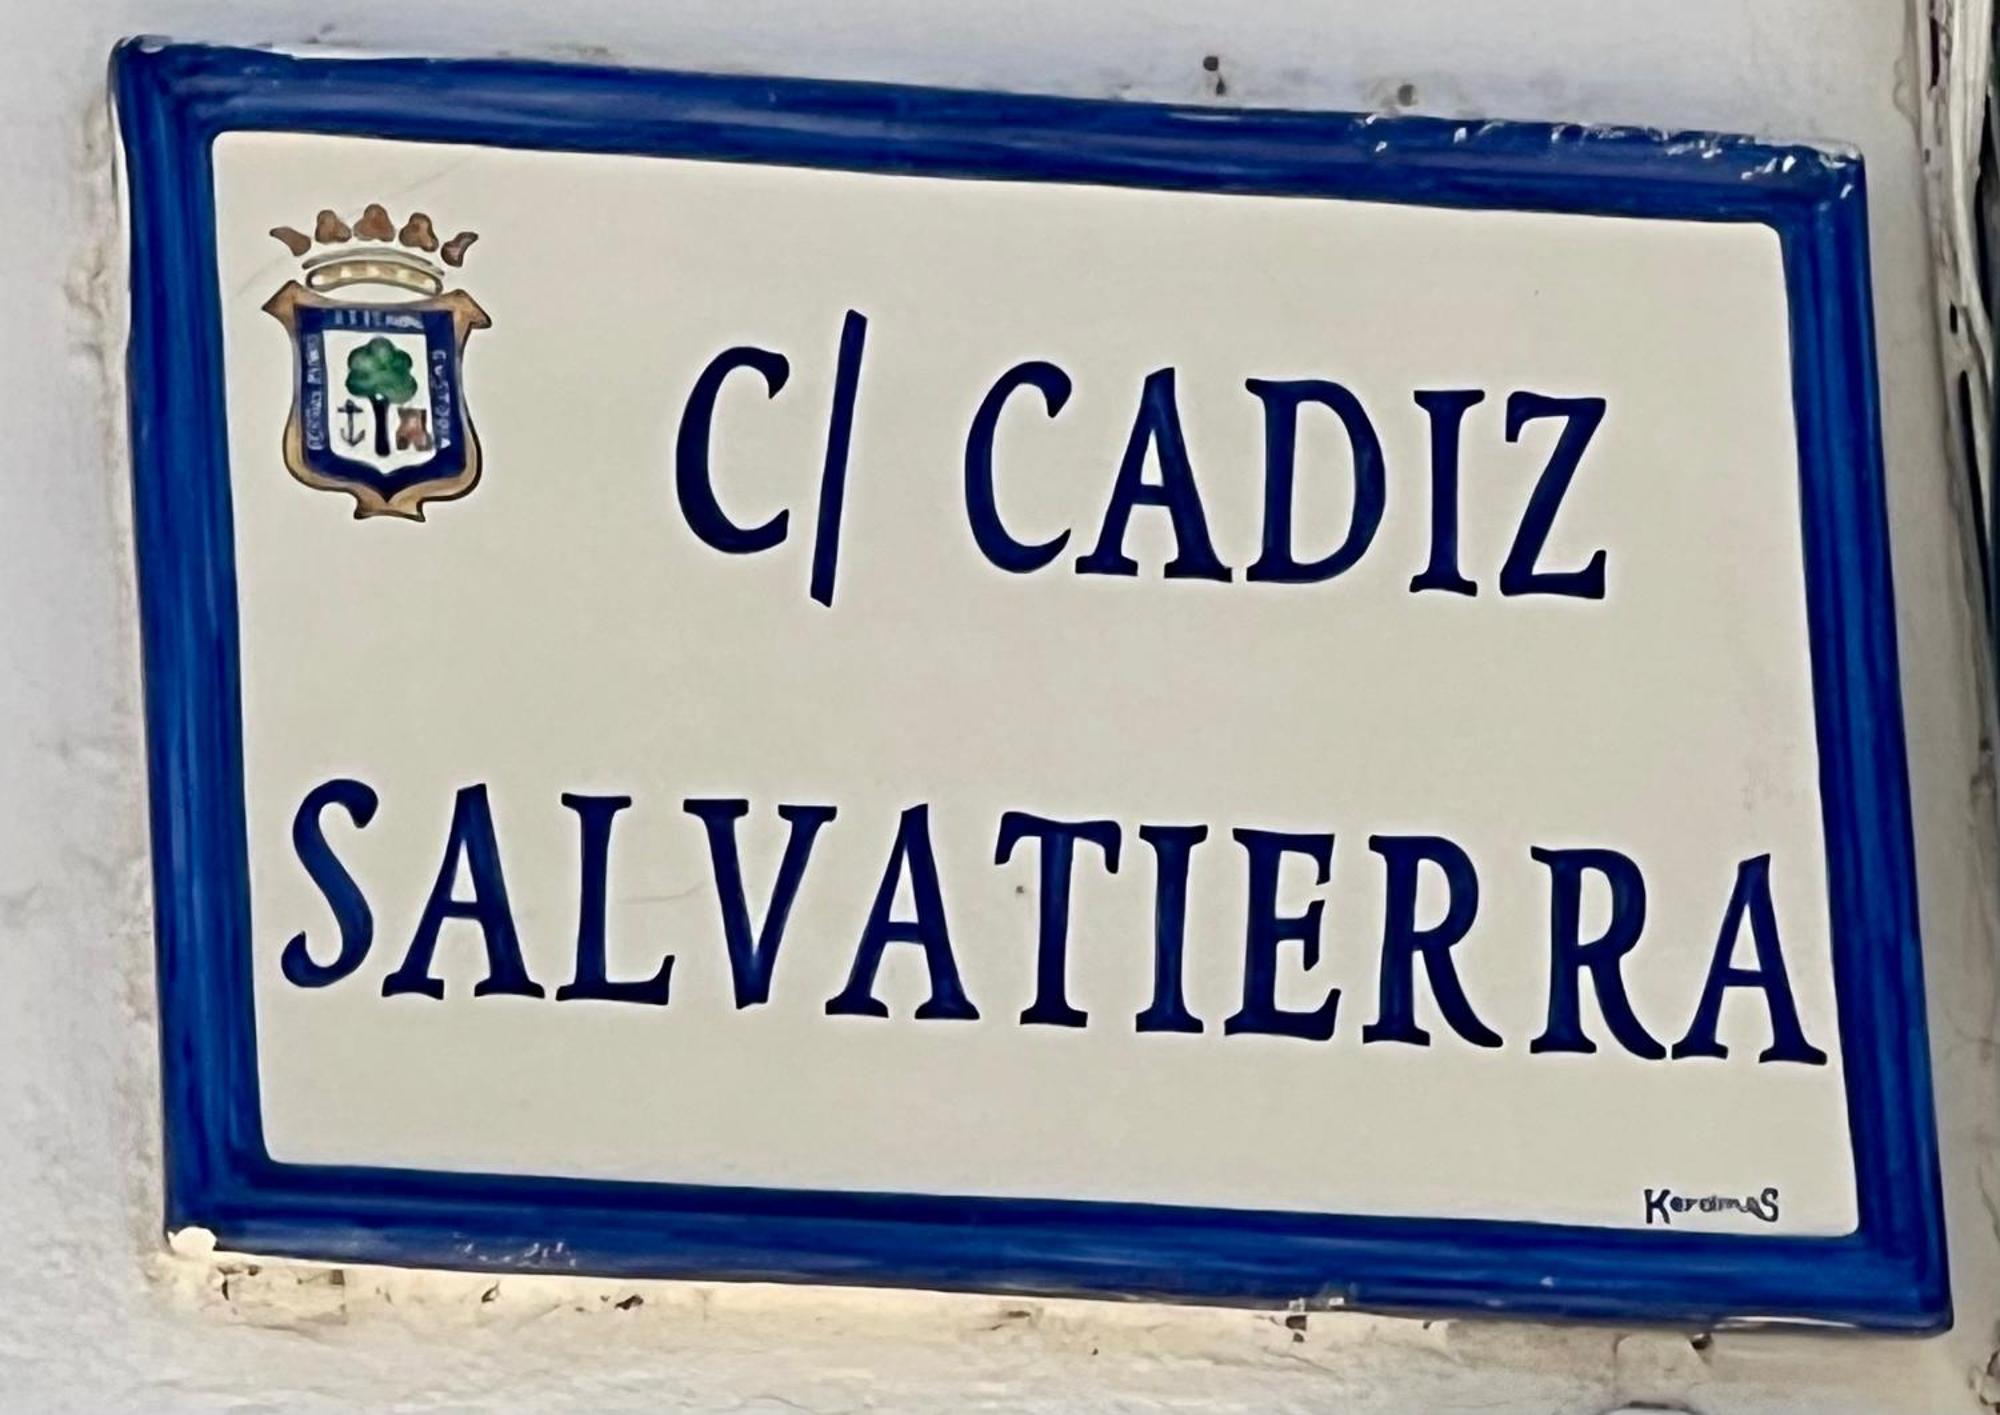 C/ CADIZ
SALVATIERRA
KeramaS